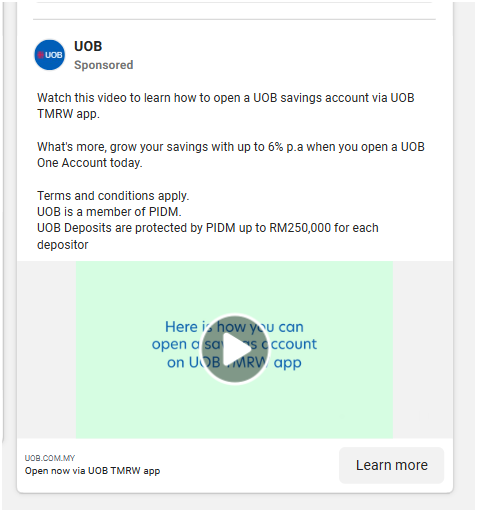 UOB
UOB
Sponsored
Watch this video to learn how to open a UOB savings account via UOB
TMRW app.
What's more, grow your savings with up to 6% p.a when you open a UOB
One Account today.
Terms and conditions apply.
UOB is a member of PIDM.
UOB Deposits are protected by PIDM up to RM250,000 for each
depositor
Here is how you can
open a savings account
on UOB TMRW app
UOB.COM.MY
Open now via UOB TMRW app
Learn more